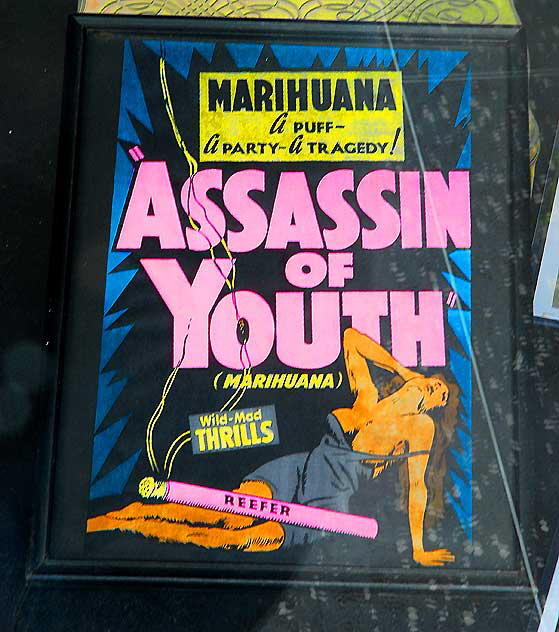 MARIHUANA
A PUFF-
A PARTY-A TRAGEDY!
"ASSASSIN
OF
YOUTH"
(MARIHUANA)
Wild-Mad
THRILLS
REEFER